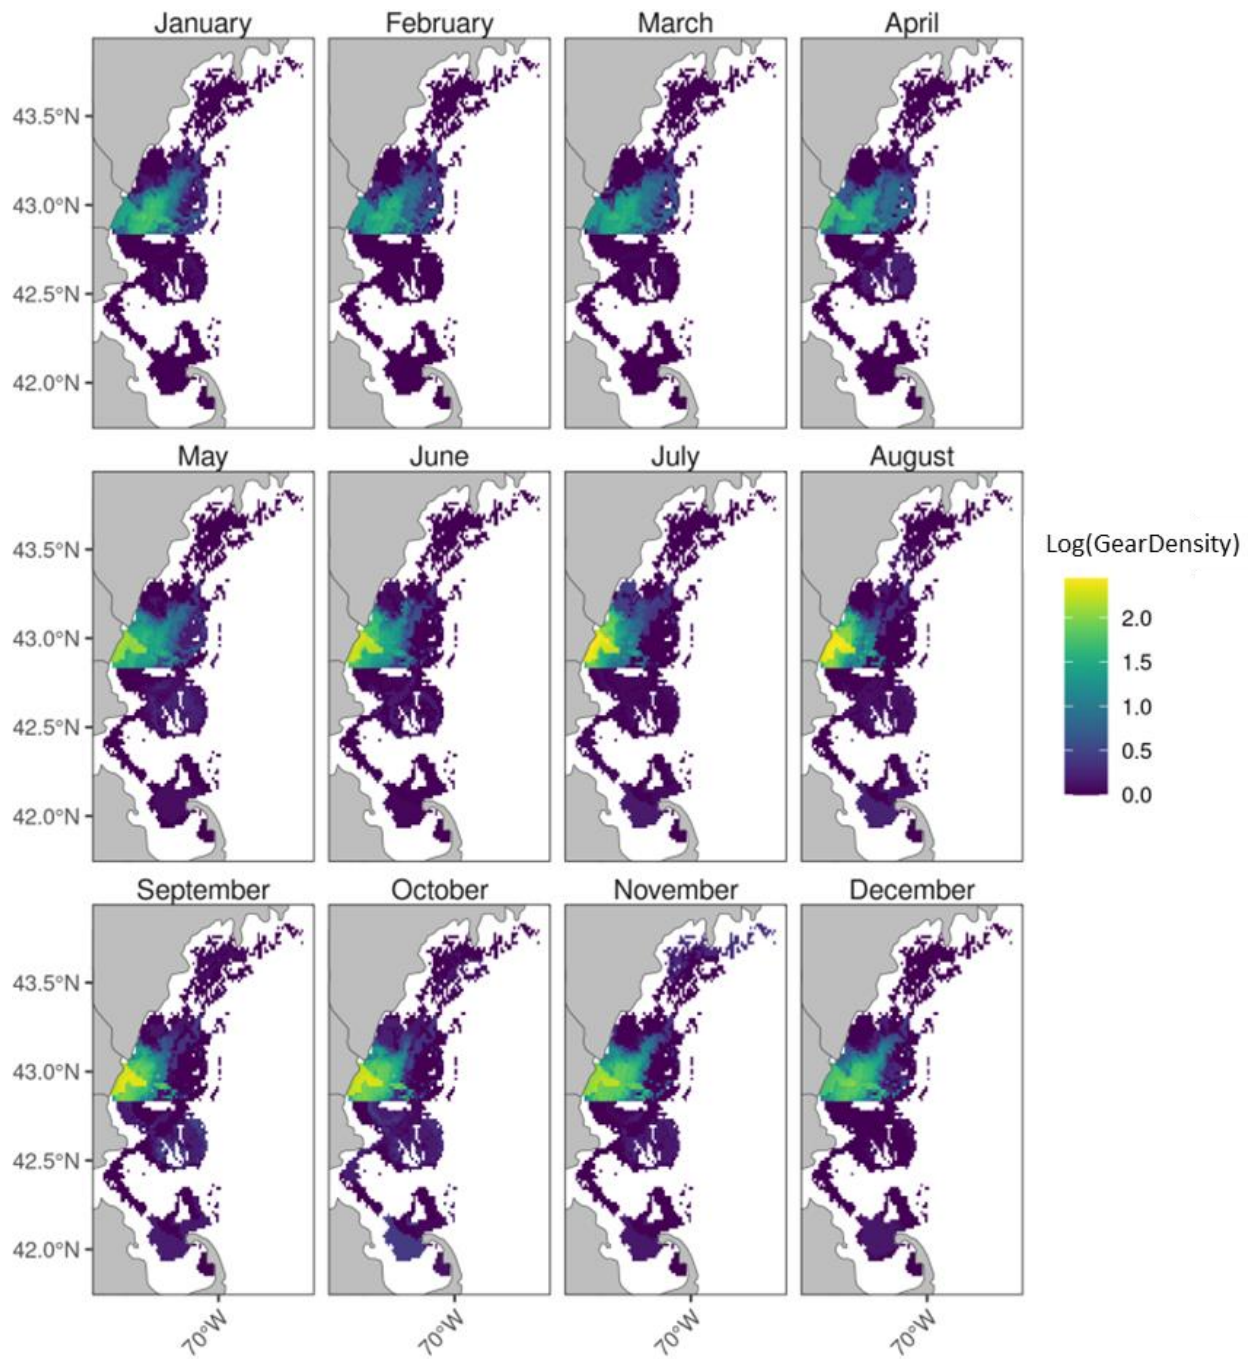 January
February
March
April
43.5°N
43.0°N
42.5°N
42.0°N
May
June
July
August
43.5°N
43.0°N
42.5°N
42.0°N
Log(GearDensity)
2.0
1.5
1.0
0.5
0.0
September
October
November
December
43.5°N
43.0°N
42.5°N
42.0°N
70°W
70°W
70°W
70°W